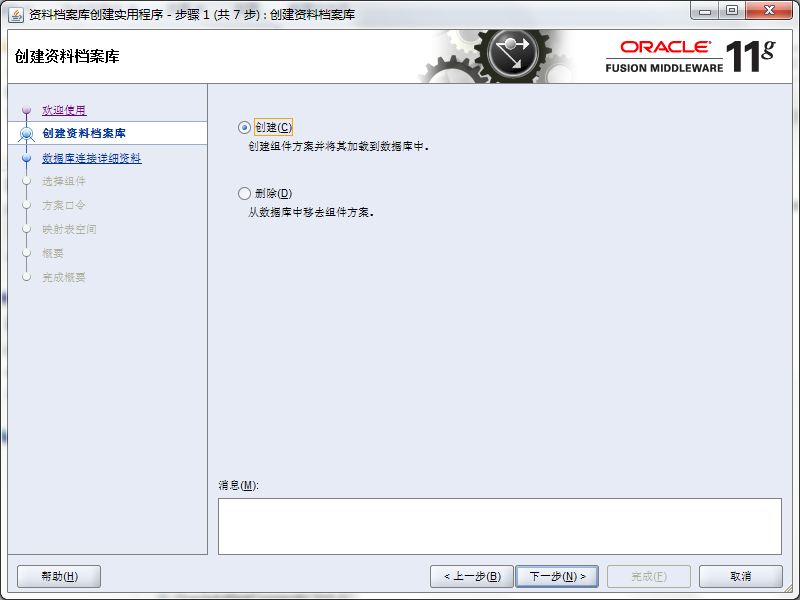 资料档案库创建实用程序 - 步骤 1 (共 7 步) : 创建资料档案库
创建资料档案库
ORACLE
FUSION MIDDLEWARE
11g
欢迎使用
创建资料档案库
数据库连接详细资料
选择组件
方案口令
映射表空间
概要
完成概要
创建(C)
创建组件方案并将其加载到数据库中。
删除(D)
从数据库中移去组件方案。
消息(M):
帮助(H)
< 上一步(B)
下一步(N) >
完成(F)
取消